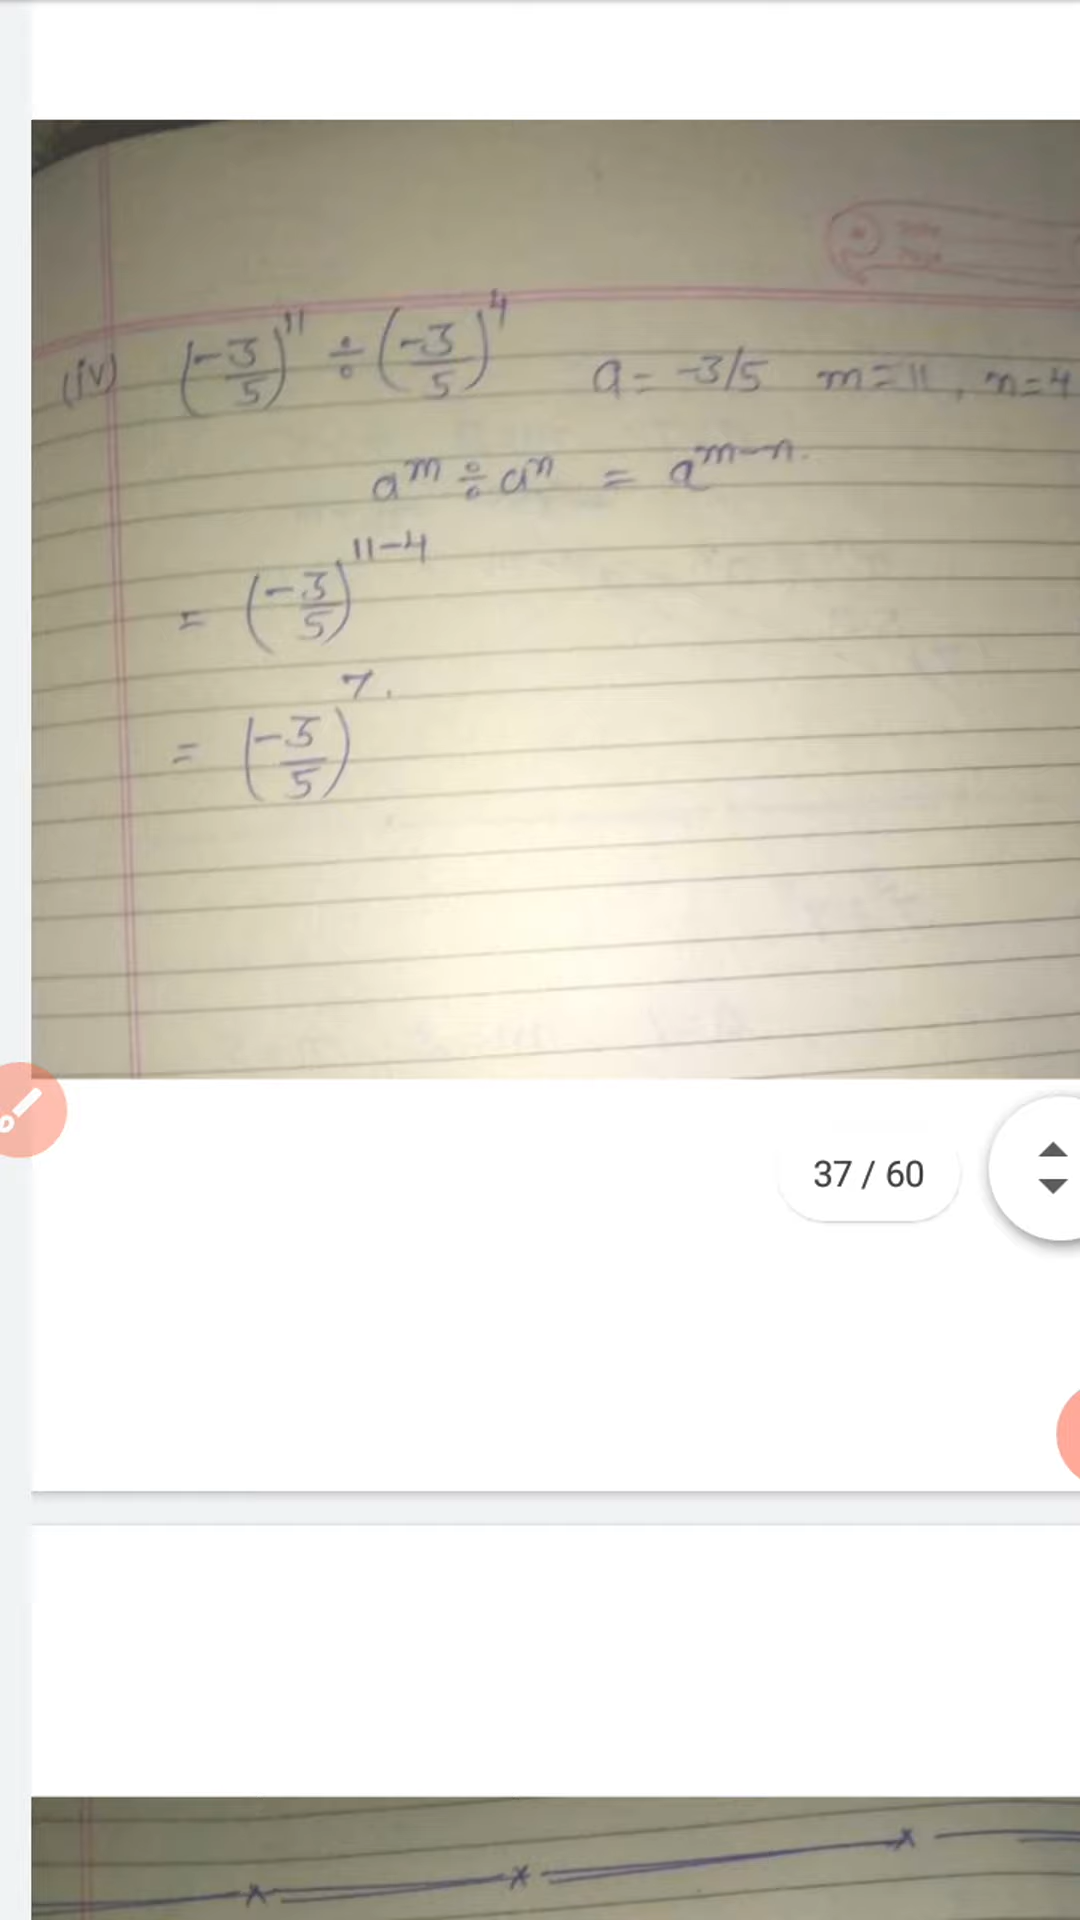 (iv) (-3/5)^11 ÷ (-3/5)^4 a = -3/5 m = 11, n = 4
a^m ÷ a^n = a^m-n.
= (-3/5)^11-4
= (-3/5)^7.
37 / 60